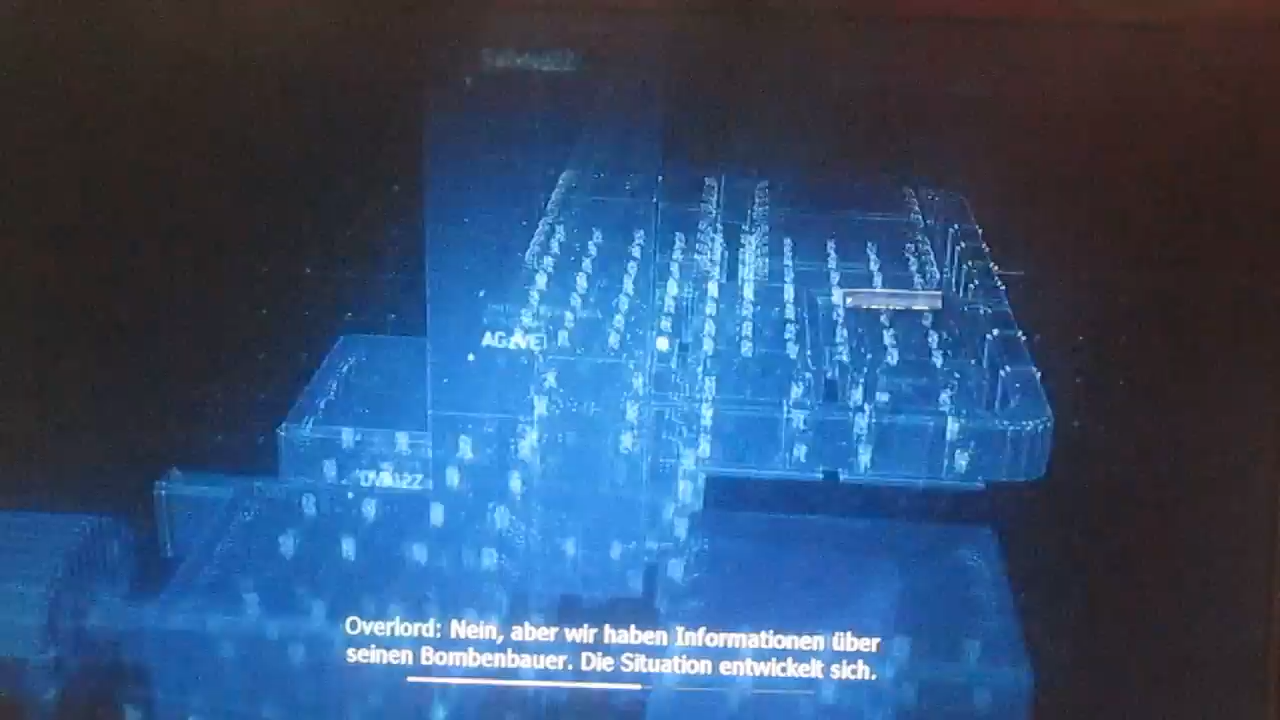 Overlord: Nein, aber wir haben Informationen über
seinen Bombenbauer. Die Situation entwickelt sich.